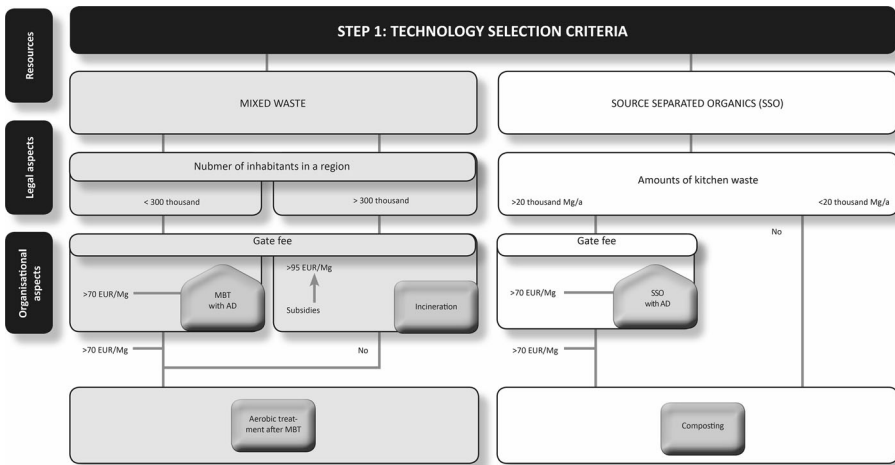 STEP 1: TECHNOLOGY SELECTION CRITERIA
Resources
MIXED WASTE
SOURCE SEPARATED ORGANICS (SSO)
Legal aspects
Nubmer of inhabitants in a region
< 300 thousand
> 300 thousand
Amounts of kitchen waste
>20 thousand Mg/a
<20 thousand Mg/a
Organisational
aspects
Gate fee
>70 EUR/Mg
MBT
with AD
>95 EUR/Mg
Subsidies
Incineration
Gate fee
>70 EUR/Mg
SSO
with AD
No
>70 EUR/Mg
No
>70 EUR/Mg
Aerobic treat-
ment after MBT
Composting